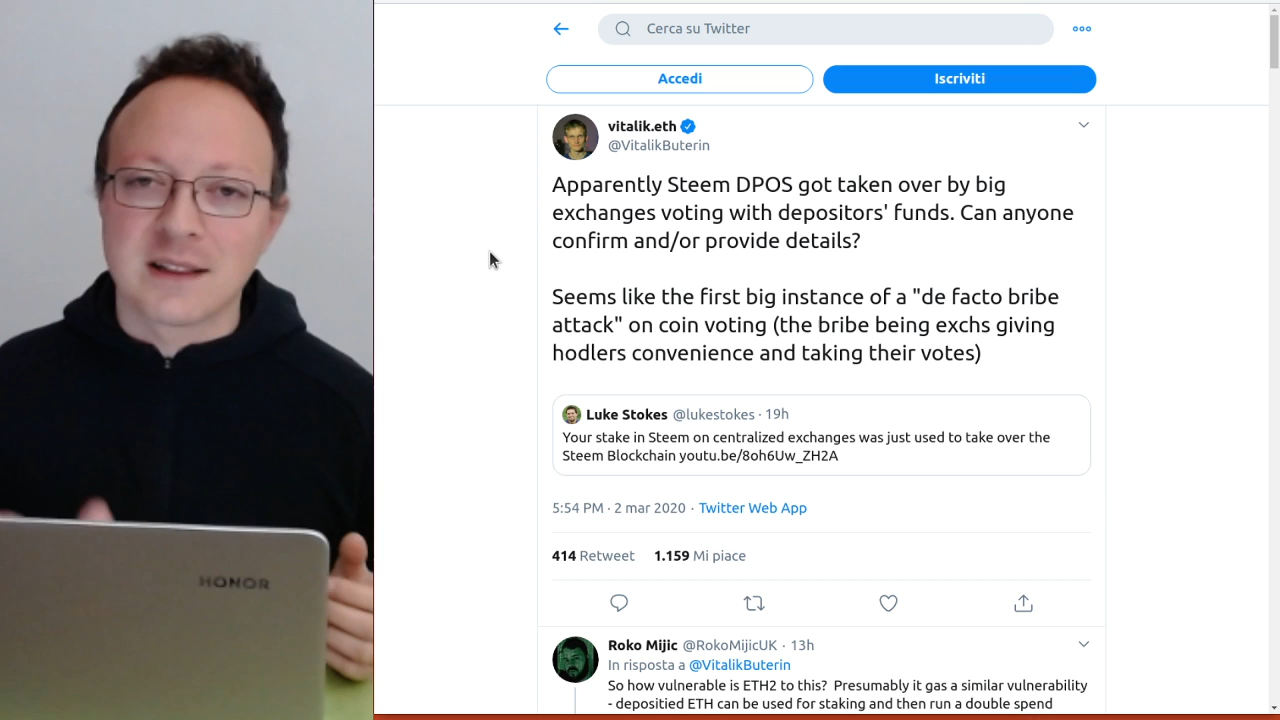 Cerca su Twitter
Accedi
Iscriviti
vitalik.eth
@VitalikButerin
Apparently Steem DPOS got taken over by big
exchanges voting with depositors' funds. Can anyone
confirm and/or provide details?
Seems like the first big instance of a "de facto bribe
attack" on coin voting (the bribe being exchs giving
hodlers convenience and taking their votes)
Luke Stokes @lukestokes · 19h
Your stake in Steem on centralized exchanges was just used to take over the
Steem Blockchain youtu.be/8oh6Uw_ZH2A
5:54 PM · 2 mar 2020 · Twitter Web App
414 Retweet 1.159 Mi piace
Roko Mijic @RokoMijicUK · 13h
In risposta a @VitalikButerin
So how vulnerable is ETH2 to this? Presumably it gas a similar vulnerability
- depositied ETH can be used for staking and then run a double spend
HONOR